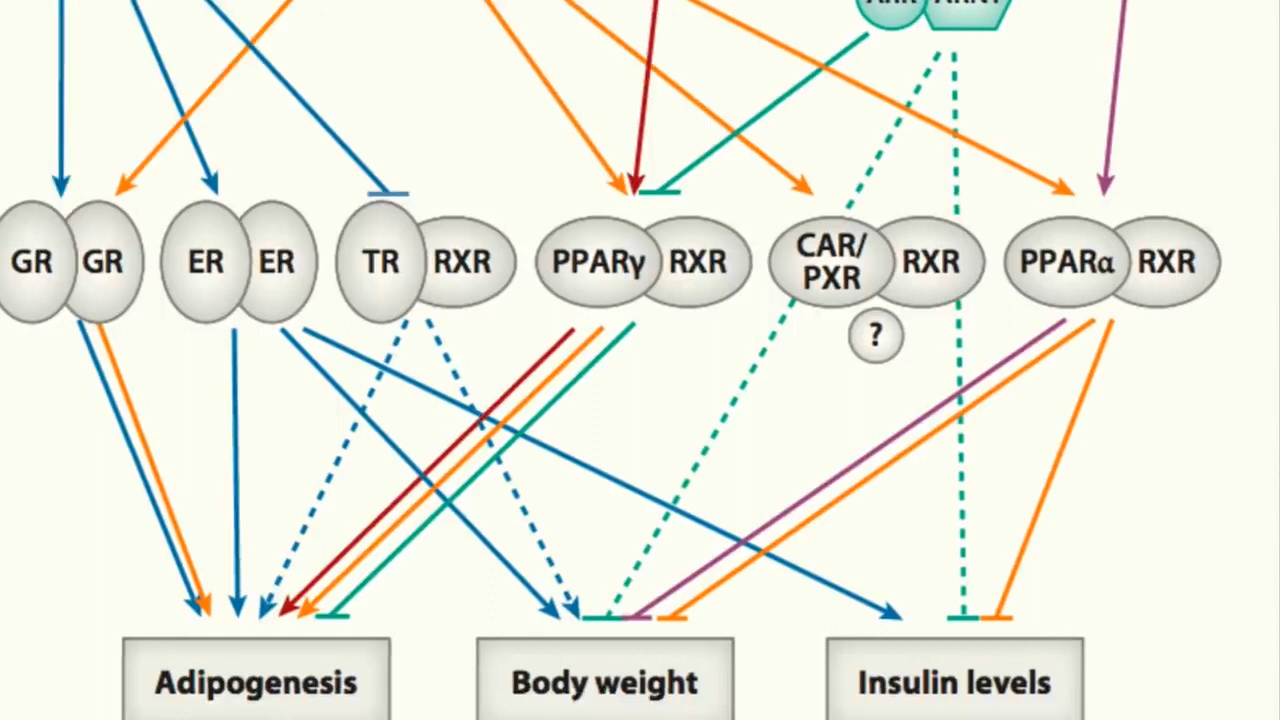 GR GR ER ER TR RXR PPARγ RXR CAR/ RXR PPARα RXR
PXR
?
Adipogenesis Body weight Insulin levels